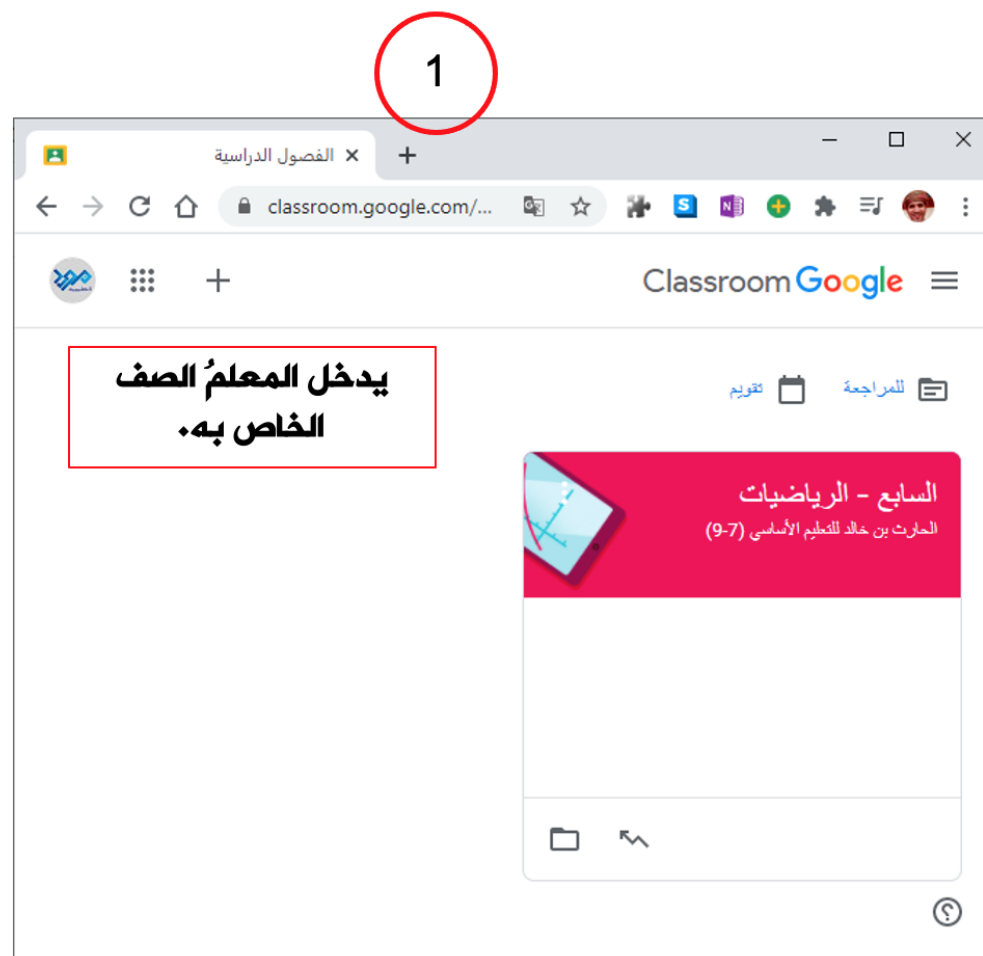 1
الفصول الدراسية
classroom.google.com/...
Classroom Google
يدخل المعلمُ الصف
الخاص به.
للمراجعة
تقويم
السابع - الرياضيات
الحارث بن خالد للتعليم الأساسي (7-9)